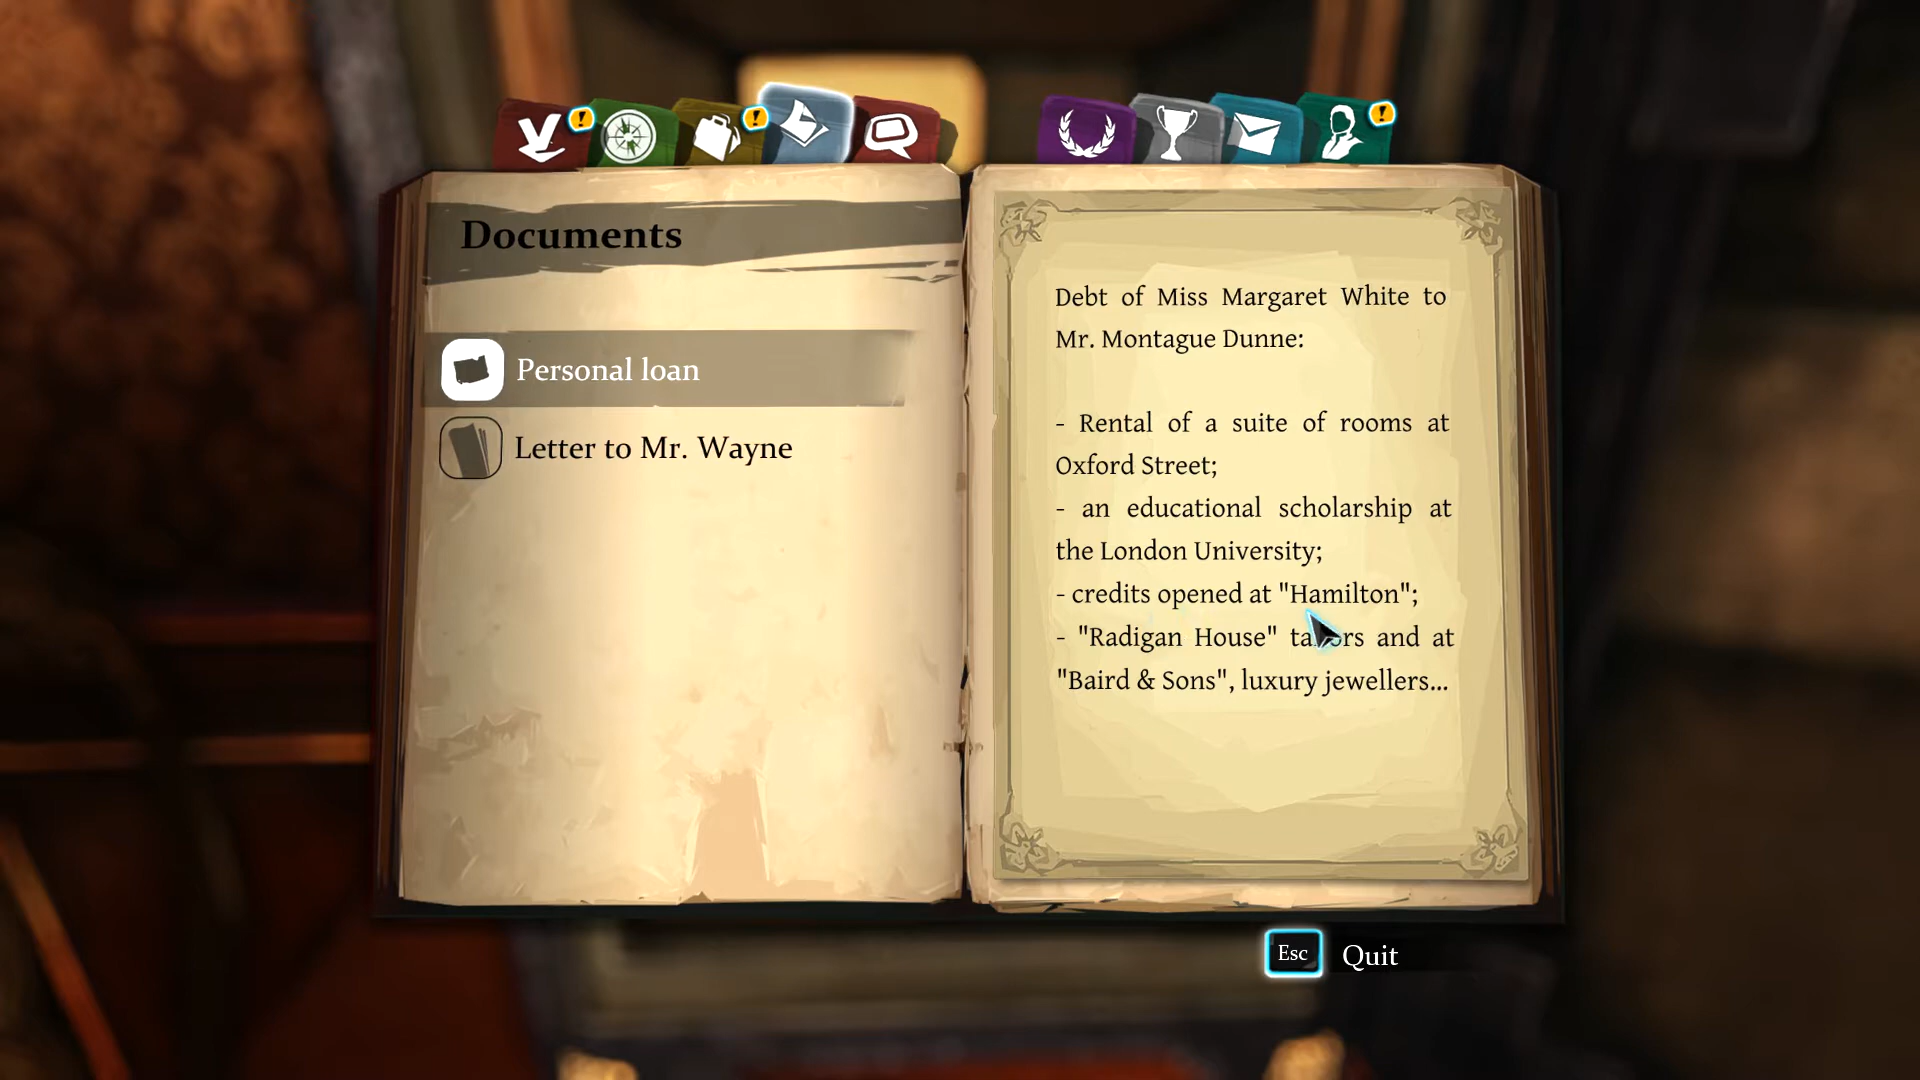 Documents
Personal loan
Letter to Mr. Wayne
Debt of Miss Margaret White to
Mr. Montague Dunne:
- Rental of a suite of rooms at
Oxford Street;
- an educational scholarship at
the London University;
- credits opened at "Hamilton";
- "Radigan House" tailors and at
"Baird & Sons", luxury jewellers...
Esc Quit